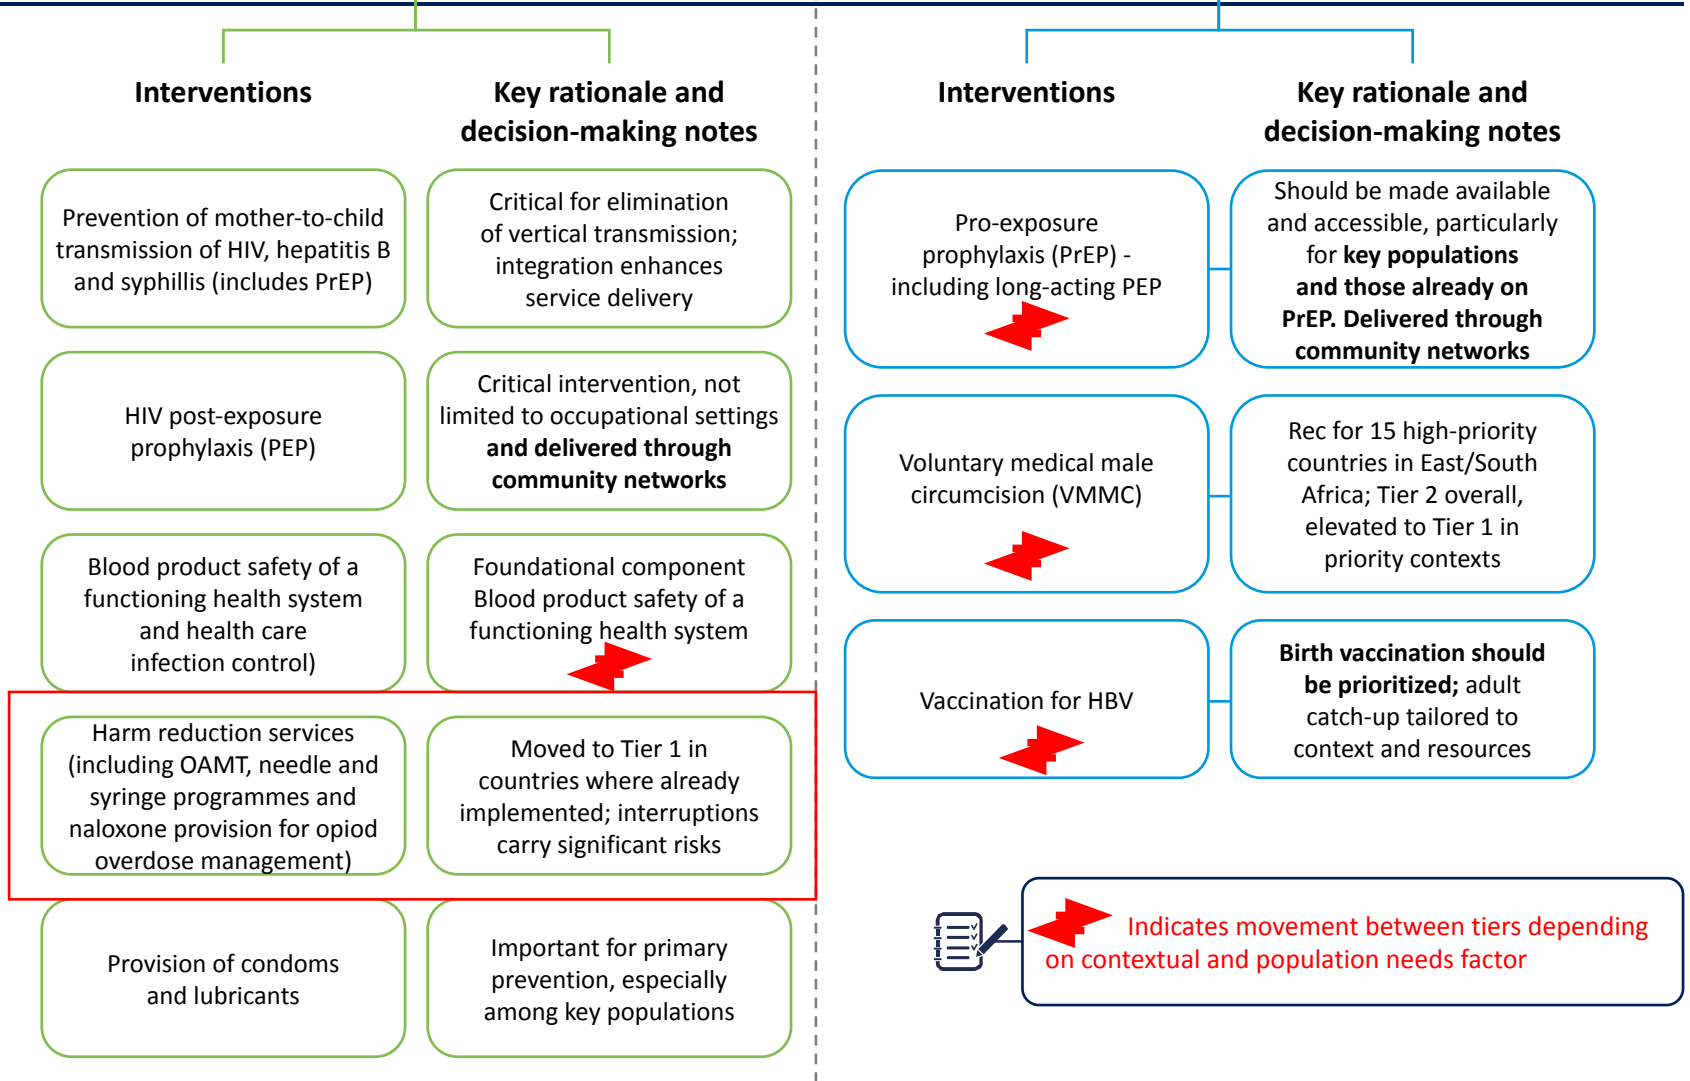 Interventions
Key rationale and
decision-making notes
Prevention of mother-to-child
transmission of HIV, hepatitis B
and syphillis (includes PrEP)
Critical for elimination
of vertical transmission;
integration enhances
service delivery
HIV post-exposure
prophylaxis (PEP)
Critical intervention, not
limited to occupational settings
and delivered through
community networks
Blood product safety of a
functioning health system
and health care
infection control)
Foundational component
Blood product safety of a
functioning health system
Harm reduction services
(including OAMT, needle and
syringe programmes and
naloxone provision for opiod
overdose management)
Moved to Tier 1 in
countries where already
implemented; interruptions
carry significant risks
Provision of condoms
and lubricants
Important for primary
prevention, especially
among key populations
Interventions
Key rationale and
decision-making notes
Pro-exposure
prophylaxis (PrEP) -
including long-acting PEP
Should be made available
and accessible, particularly
for key populations
and those already on
PrEP. Delivered through
community networks
Voluntary medical male
circumcision (VMMC)
Rec for 15 high-priority
countries in East/South
Africa; Tier 2 overall,
elevated to Tier 1 in
priority contexts
Vaccination for HBV
Birth vaccination should
be prioritized; adult
catch-up tailored to
context and resources
Indicates movement between tiers depending
on contextual and population needs factor